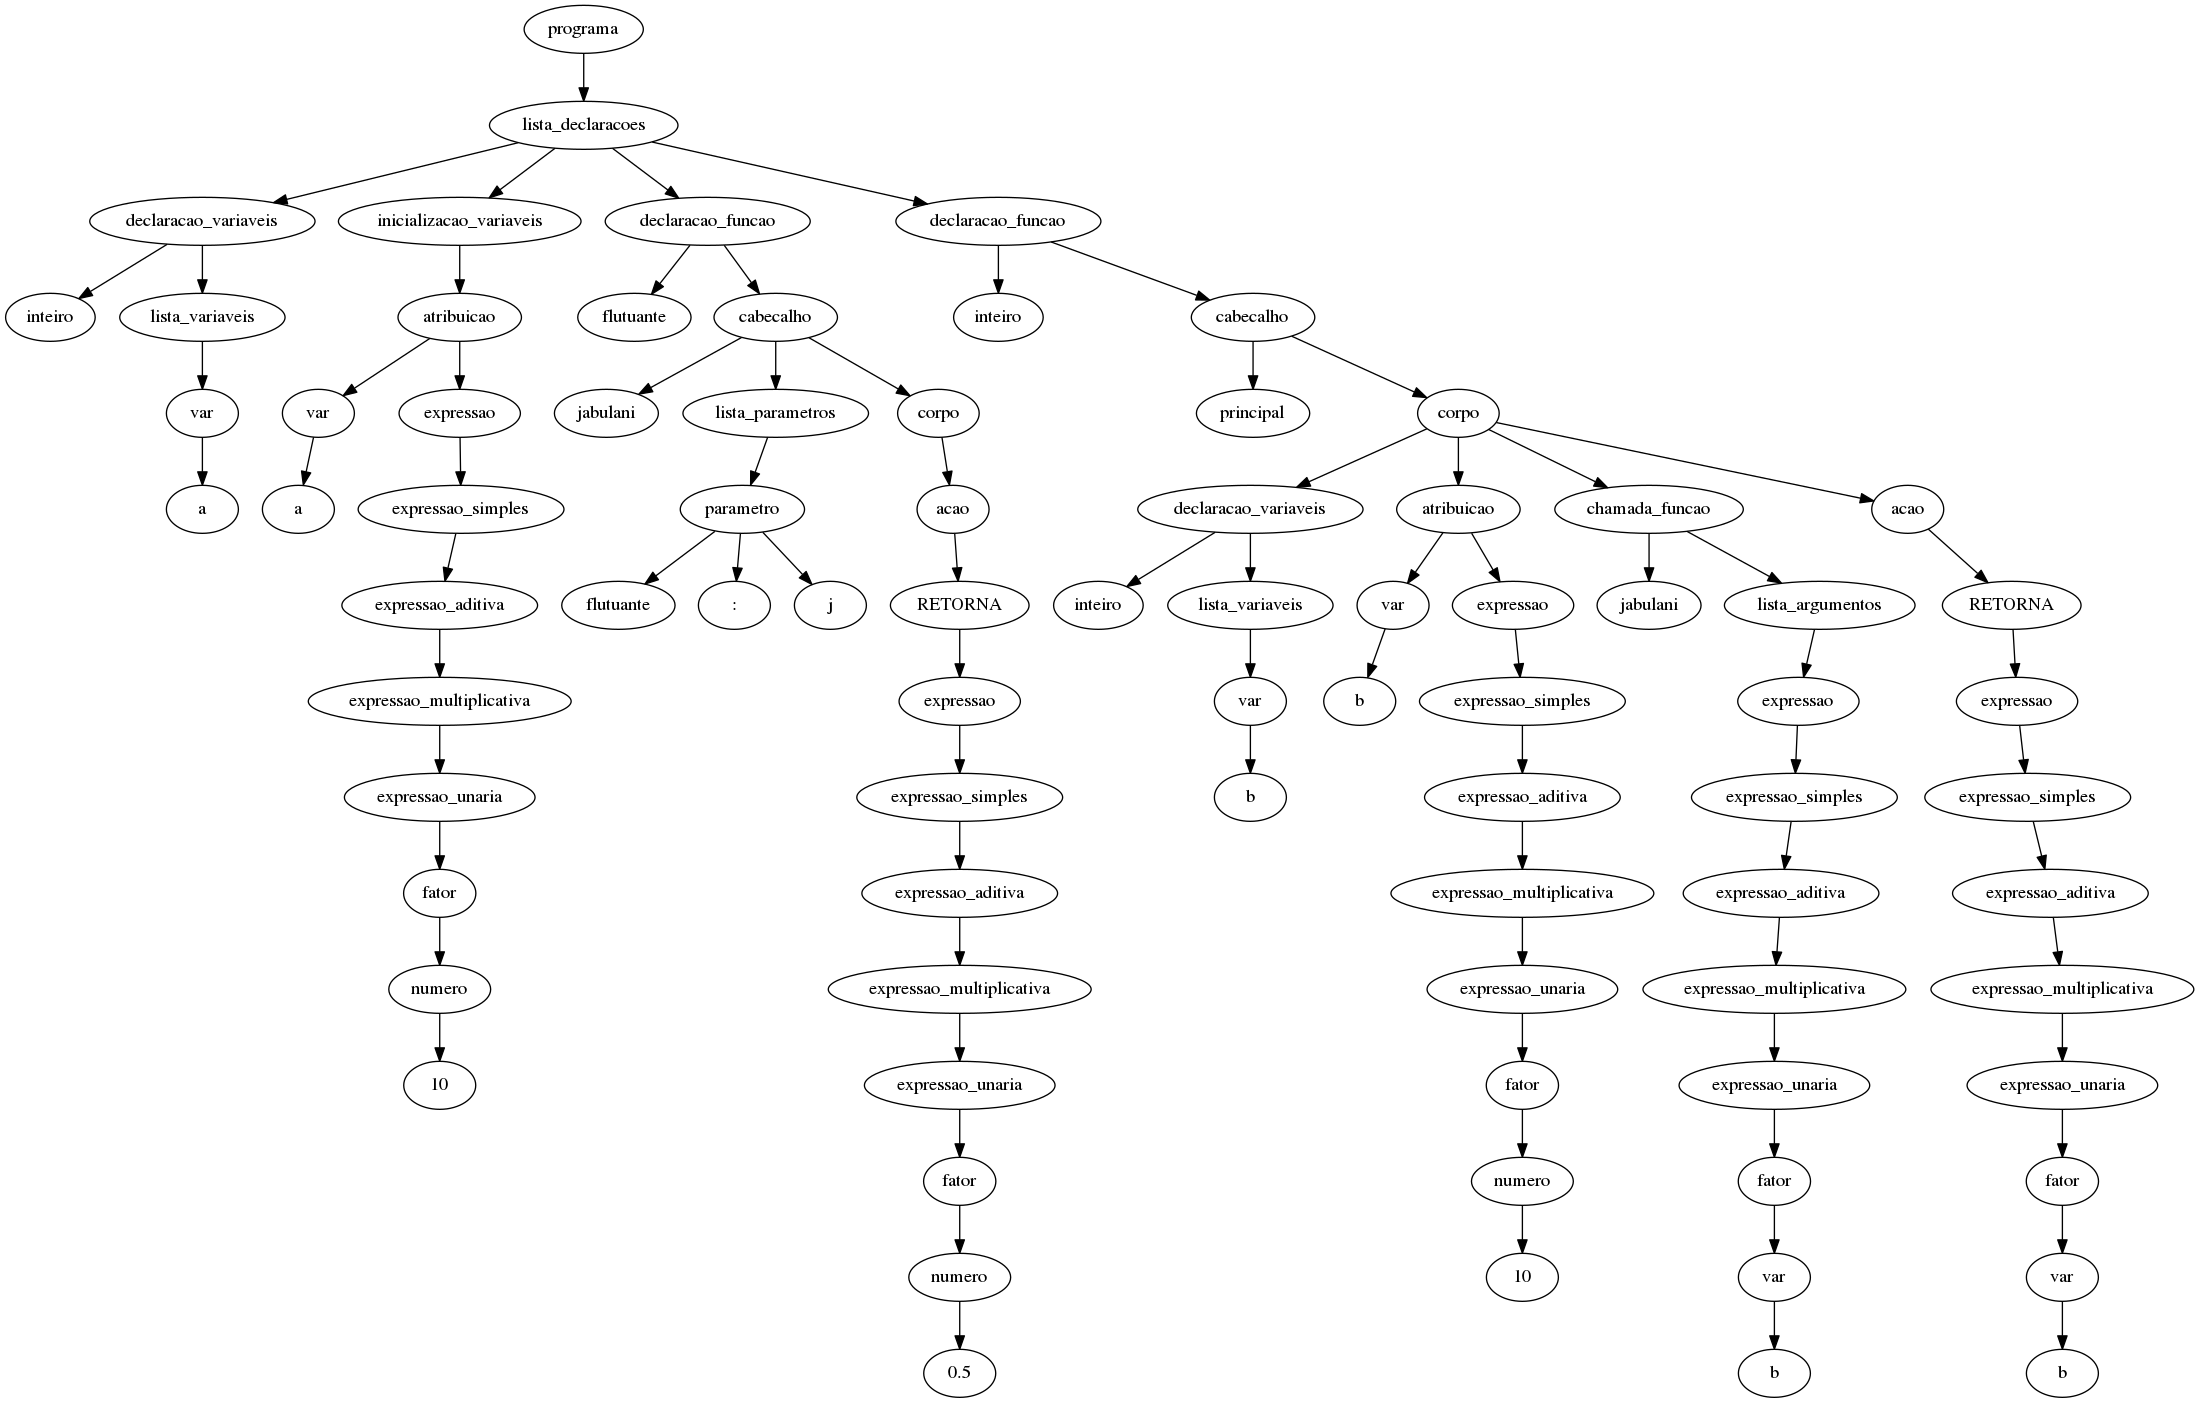 programa
lista_declaracoes
declaracao_variaveis inicializacao_variaveis declaracao_funcao declaracao_funcao
inteiro lista_variaveis atribuicao flutuante cabecalho inteiro cabecalho
var var expressao jabulani lista_parametros corpo principal corpo
a a expressao_simples parametro acao declaracao_variaveis atribuicao chamada_funcao acao
expressao_aditiva flutuante : j RETORNA inteiro lista_variaveis var expressao jabulani lista_argumentos RETORNA
expressao_multiplicativa expressao var b expressao_simples expressao expressao
expressao_unaria expressao_simples b expressao_aditiva expressao_simples expressao_simples
fator expressao_aditiva expressao_multiplicativa expressao_aditiva expressao_aditiva
numero expressao_multiplicativa expressao_unaria expressao_multiplicativa expressao_multiplicativa
10 expressao_unaria fator expressao_unaria expressao_unaria
fator numero fator fator
numero 10 var var
0.5 b b